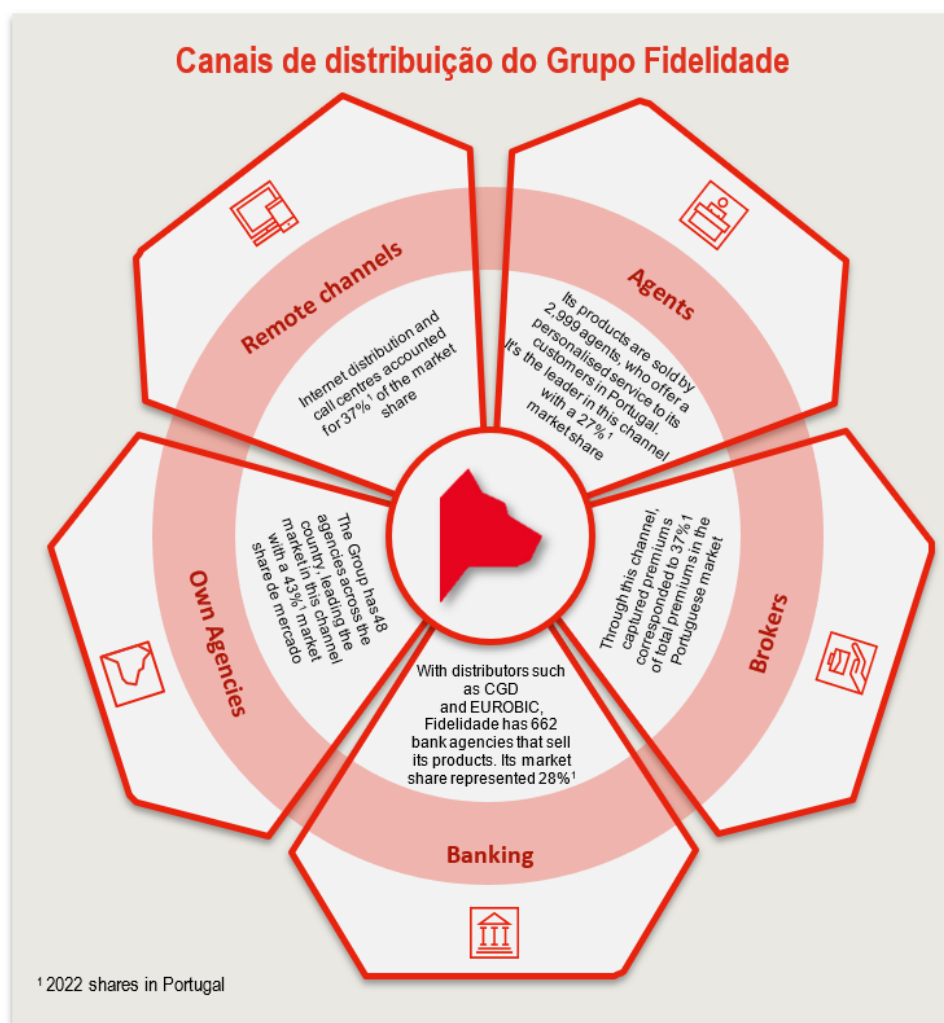 Canais de distribuição do Grupo Fidelidade
Remote channels
Internet distribution and
call centres accounted
for 37%¹ of the market
share
Agents
Its products are sold by
2,999 agents, who offer a
personalised service to its
customers in Portugal.
It's the leader in this channel
with a 27%¹
market share
Own Agencies
The Group has 48
agencies across the
country, leading the
market in this channel
with a 43%¹ market
share de mercado
Brokers
Through this channel,
captured premiums
corresponded to 37%¹
of total premiums in the
Portuguese market
With distributors such
as CGD
and EUROBIC,
Fidelidade has 662
bank agencies that sell
its products. Its market
share represented 28%¹
Banking
¹ 2022 shares in Portugal